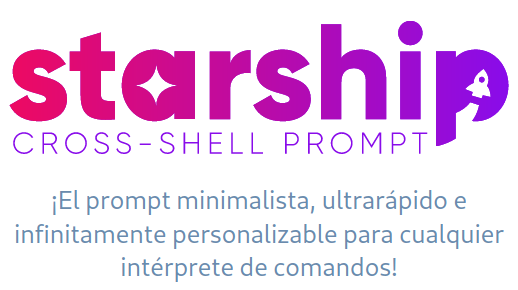 starship
CROSS-SHELL PROMPT
¡El prompt minimalista, ultrarápido e
infinitamente personalizable para cualquier
intérprete de comandos!